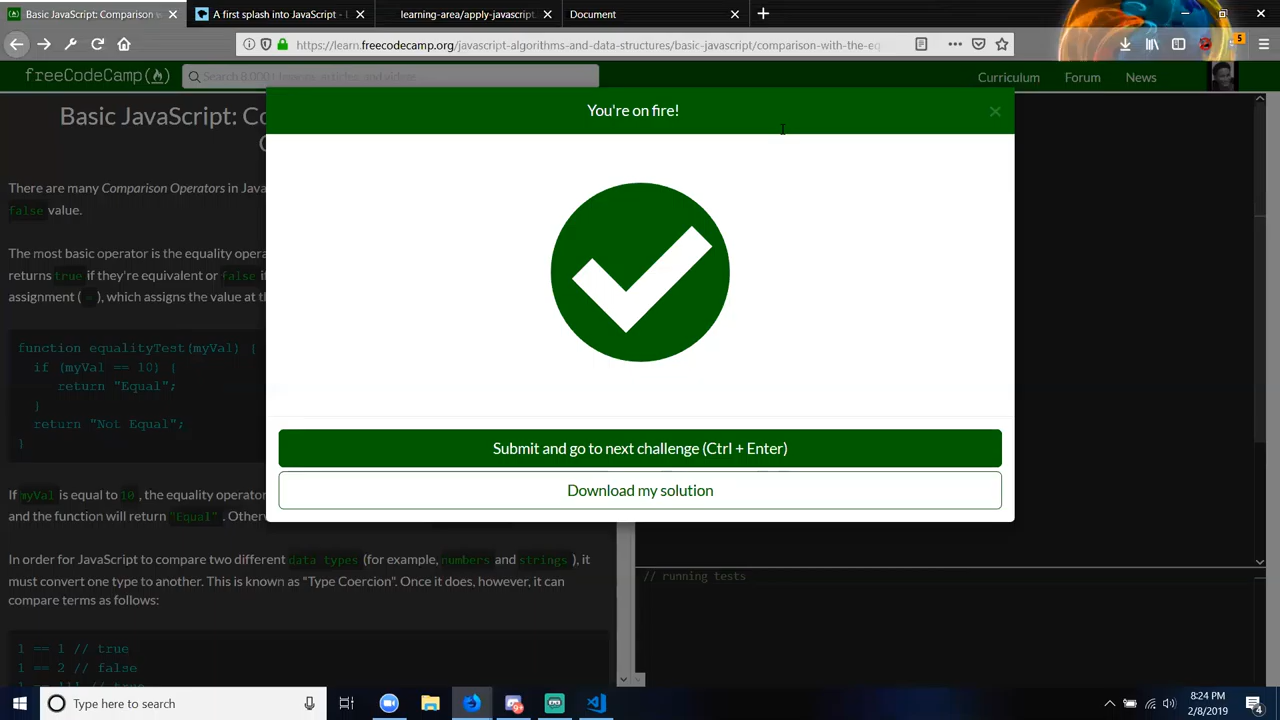 Basic JavaScript: Comparison w
A first splash into JavaScript - L
learning-area/apply-javascript.
Document
https://learn.freecodecamp.org/javascript-algorithms-and-data-structures/basic-javascript/comparison-with-the-eq
5
freeCodeCamp
Curriculum
Forum
News
You're on fire!
Basic JavaScript: Co
There are many Comparison Operators in Java
false value.
The most basic operator is the equality opera
returns true if they're equivalent or false if
assignment ( = ), which assigns the value at th
function equalityTest(myVal) {
if (myVal == 10) {
return "Equal";
}
return "Not Equal";
}
Submit and go to next challenge (Ctrl + Enter)
Download my solution
If myVal is equal to 10 , the equality operator
and the function will return "Equal" . Otherw
In order for JavaScript to compare two different data types (for example, numbers and strings ), it
must convert one type to another. This is known as "Type Coercion". Once it does, however, it can
compare terms as follows:
1 == 1 // true
1 == 2 // false
// running tests
Type here to search
8:24 PM
2/8/2019
4